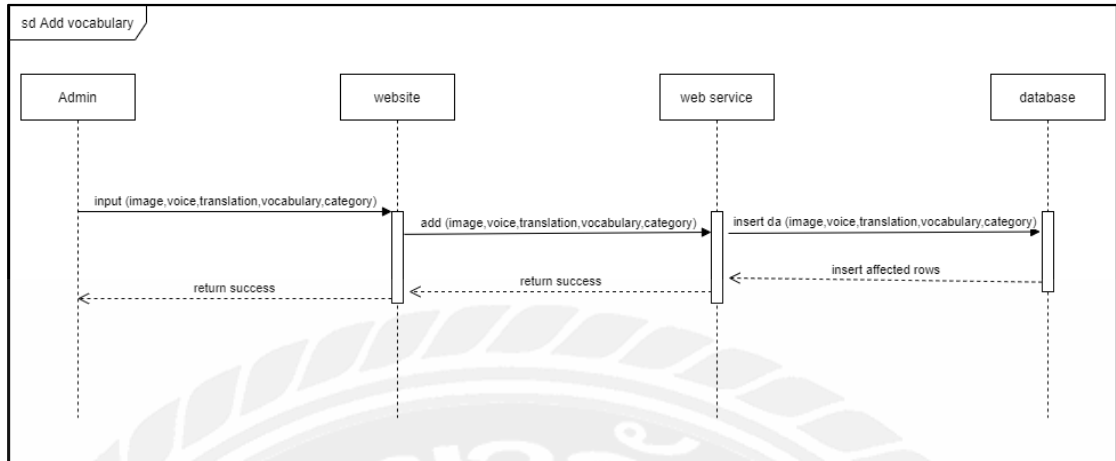 sd Add vocabulary
Admin
website
web service
database
input (image,voice,translation,vocabulary,category)
add (image,voice,translation,vocabulary,category)
insert da (image,voice,translation,vocabulary,category)
insert affected rows
return success
return success